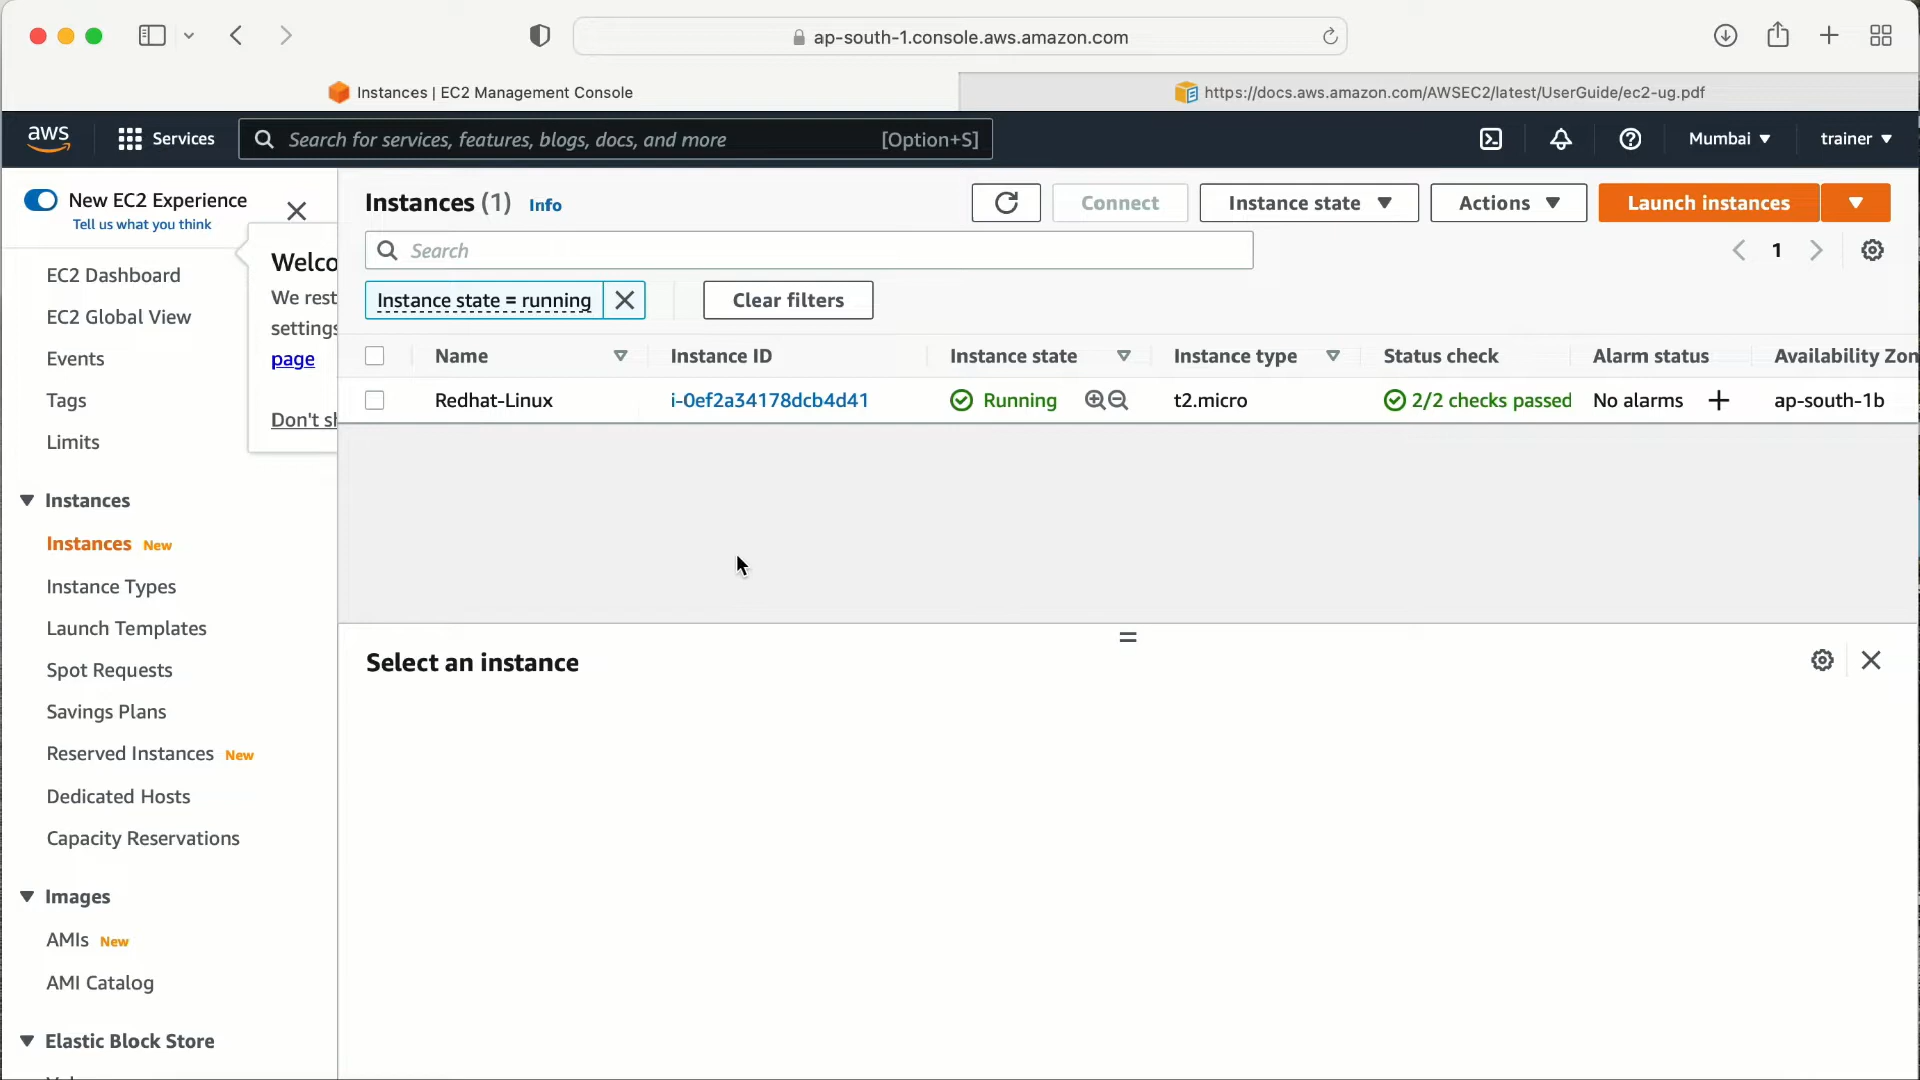 ap-south-1.console.aws.amazon.com
Instances | EC2 Management Console
https://docs.aws.amazon.com/AWSEC2/latest/UserGuide/ec2-ug.pdf
aws
Services
Search for services, features, blogs, docs, and more
[Option+S]
Mumbai
trainer
New EC2 Experience
Tell us what you think
EC2 Dashboard
EC2 Global View
Events
Tags
Limits
Instances
Instances New
Instance Types
Launch Templates
Spot Requests
Savings Plans
Reserved Instances New
Dedicated Hosts
Capacity Reservations
Images
AMIs New
AMI Catalog
Elastic Block Store
Welco
We rest
settings
page
Don't sh
Instances (1) Info
Connect
Instance state
Actions
Launch instances
Search
1
Instance state = running
Clear filters
Name Instance ID Instance state Instance type Status check Alarm status Availability Zon
Redhat-Linux i-0ef2a34178dcb4d41 Running t2.micro 2/2 checks passed No alarms + ap-south-1b
Select an instance